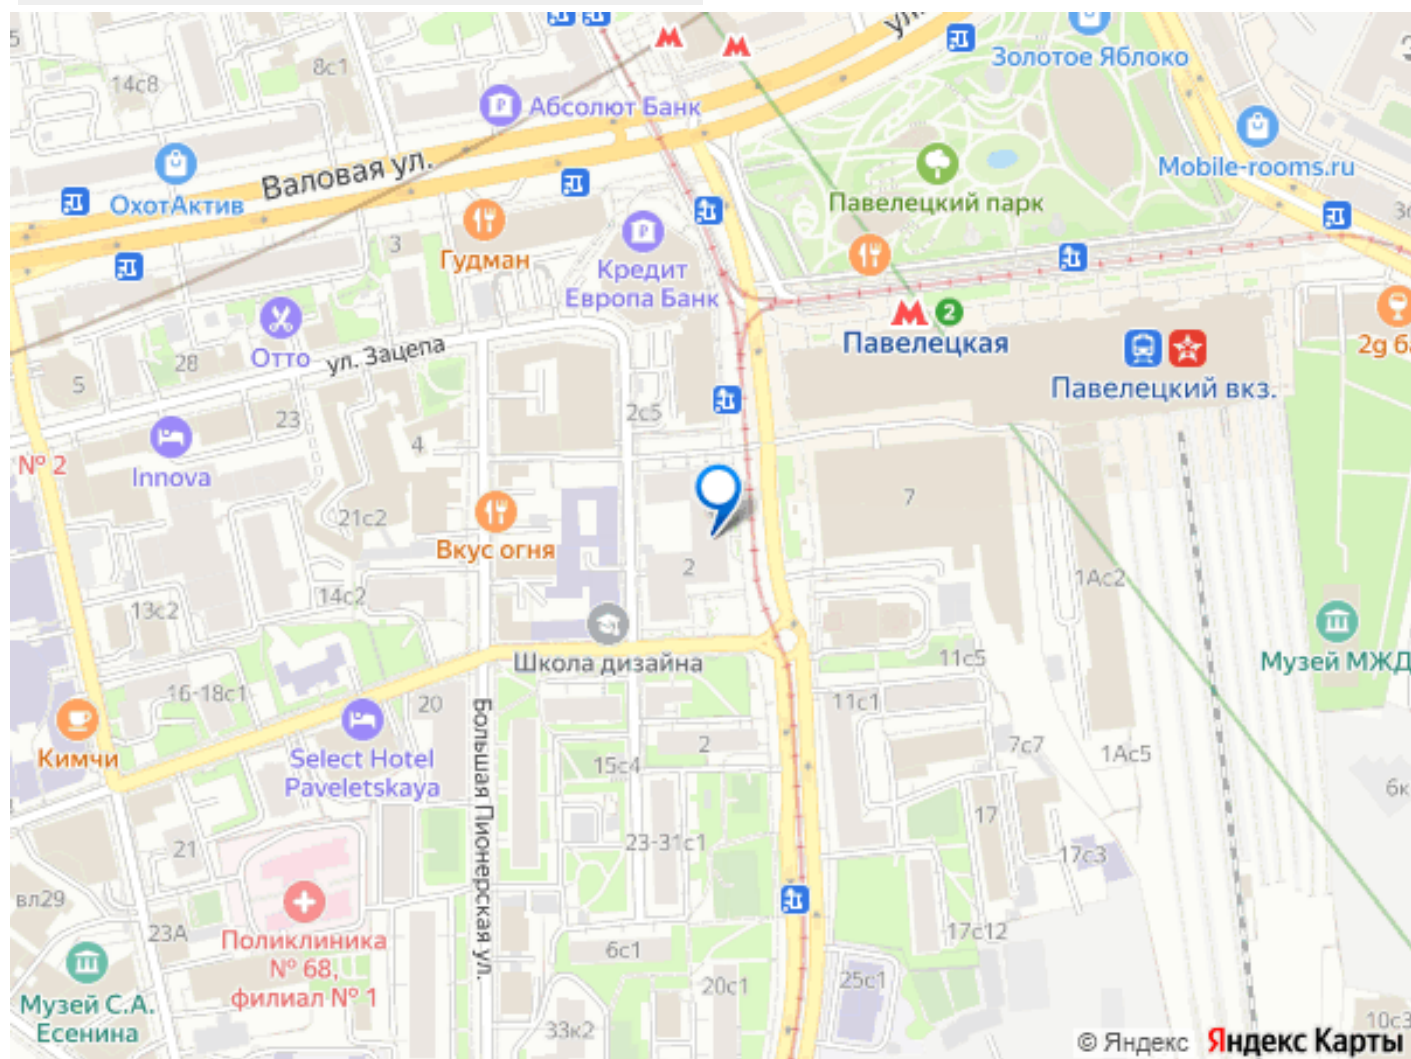 ул.
Золотое Яблоко
8с1
14с8
5
Абсолют Банк
Валовая ул.
Mobile-rooms.ru
ОхотАктив
Павелецкий парк
3
Гудман
Кредит
Европа Банк
2
Павелецкая
Павелецкий вкз.
2g б
Отто
ул. Зацепа
28
5
2с5
23
4
№ 2
Innova
7
21с2
Вкус огня
2
1Ас2
14с2
13с2
Школа дизайна
Музей МЖД
11с5
16-18с1
20
11с1
Кимчи
Select Hotel
Paveletskaya
Большая Пионерская ул.
2
15с4
7с7
1Ас5
6к
17
23-31с1
21
17с3
вл29
23А
Поликлиника
№ 68,
филиал № 1
6с1
17с12
Музей С.А.
Есенина
20с1
25с1
33к2
10с3
© Яндекс Яндекс Карты